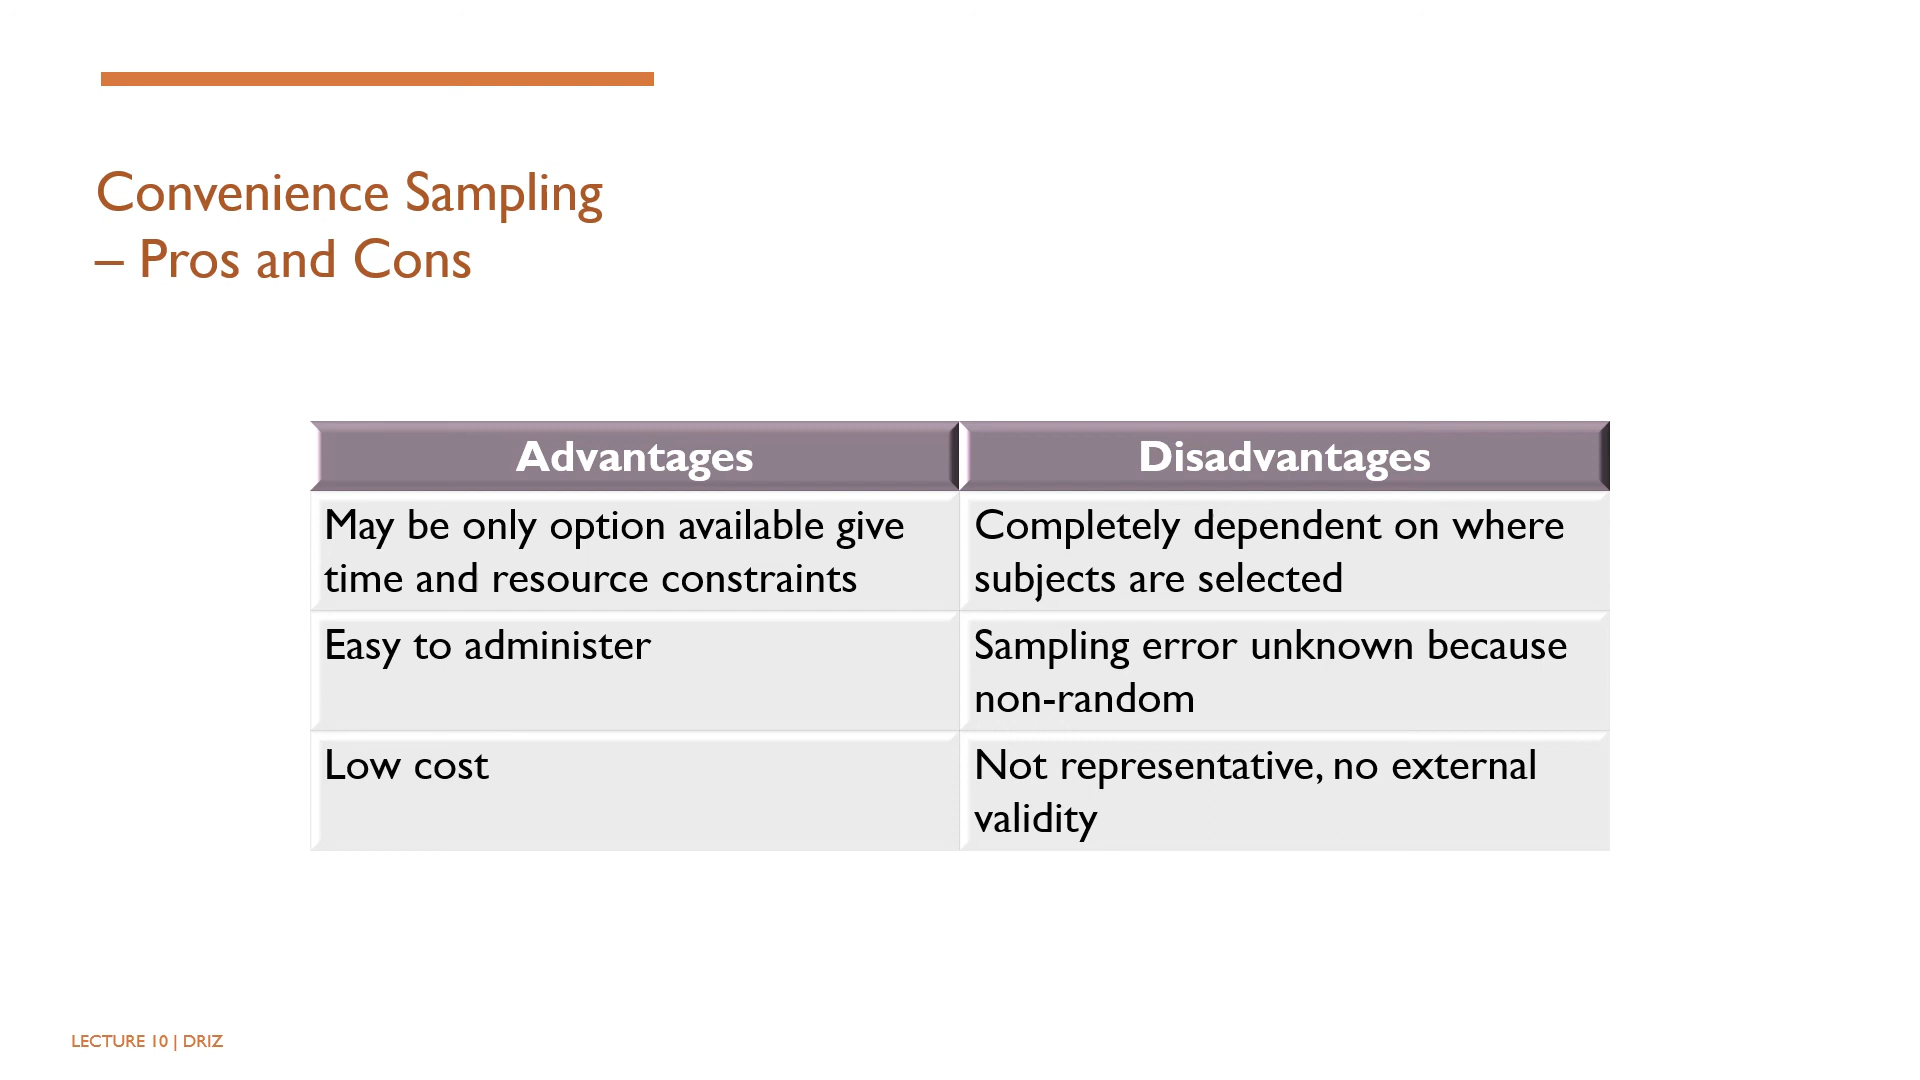 Convenience Sampling
– Pros and Cons
Advantages
Disadvantages
May be only option available give
time and resource constraints
Completely dependent on where
subjects are selected
Easy to administer
Sampling error unknown because
non-random
Low cost
Not representative, no external
validity
LECTURE 10 | DRIZ